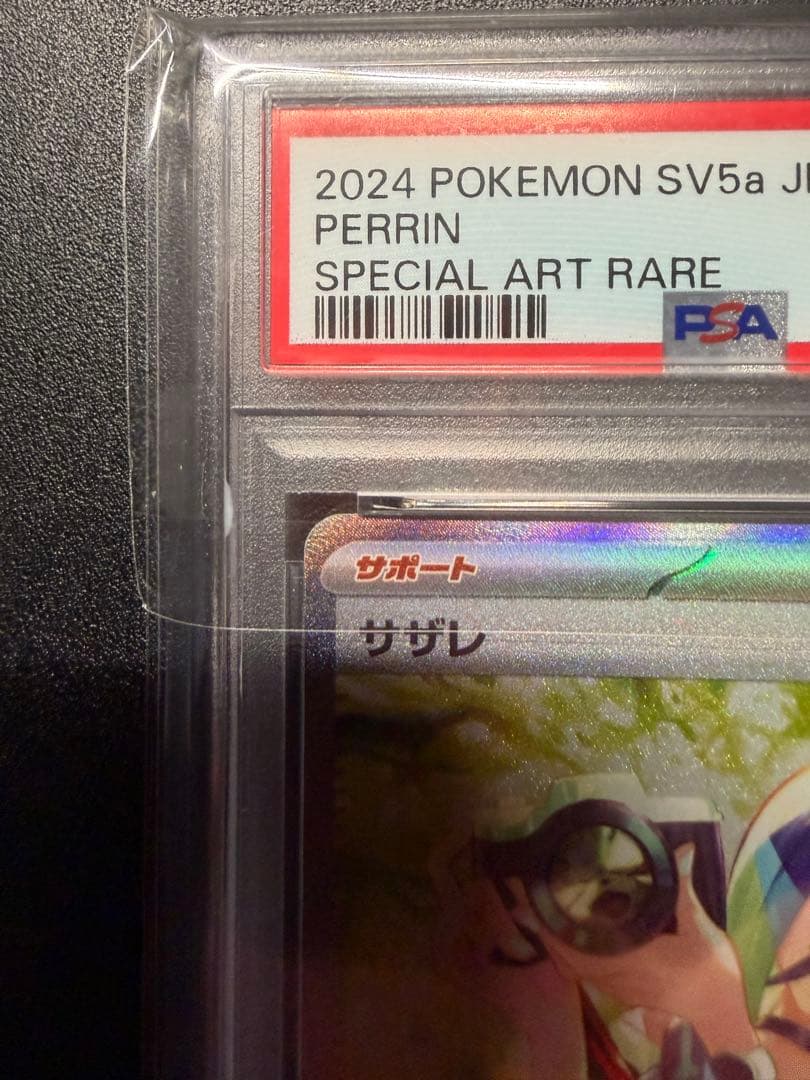 2024 POKEMON SV5a
PERRIN
SPECIAL ART RARE
PSA
サポート
サザレ